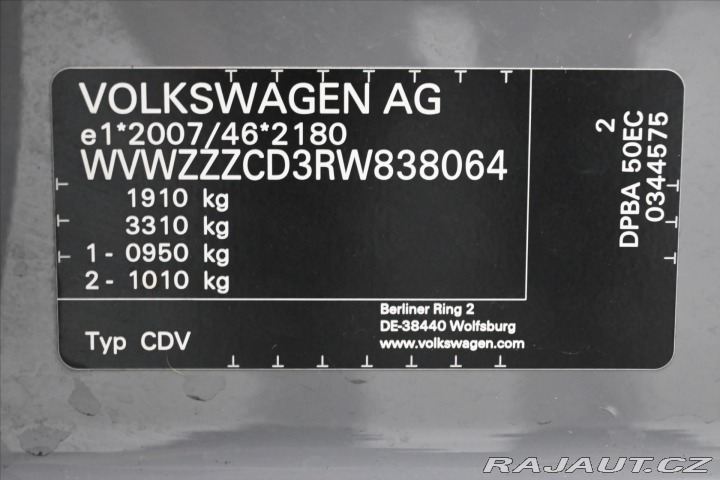 VOLKSWAGEN AG
e1*2007/46*2180
WVWZZZCD3RW838064
1910 kg
3310 kg
1- 0950 kg
2- 1010 kg
Typ CDV
Berliner Ring 2
DE-38440 Wolfsburg
www.volkswagen.com
2
DPBA 50EC
0344575
RAJAUT.CZ